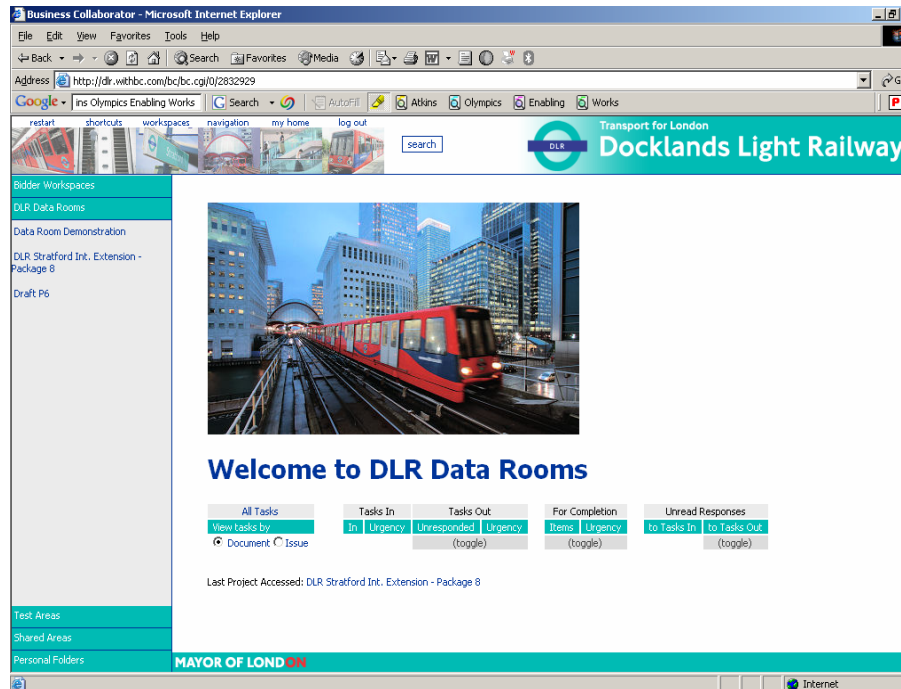 Business Collaborator - Microsoft Internet Explorer
File Edit View Favorites Tools Help
Back Search Favorites Media
Address http://dlr.withbc.com/bc/bc.cgi/0/2832929
Google ins Olympics Enabling Works Search AutoFill Atkins Olympics Enabling Works
restart shortcuts workspaces navigation my home log out
search
DLR
Transport for London
Docklands Light Railway
Bidder Workspaces
DLR Data Rooms
Data Room Demonstration
DLR Stratford Int. Extension -
Package 8
Draft P6
Welcome to DLR Data Rooms
All Tasks Tasks In Tasks Out For Completion Unread Responses
View tasks by In Urgency Unresponded Urgency Items Urgency to Tasks In to Tasks Out
Document Issue (toggle) (toggle) (toggle)
Last Project Accessed: DLR Stratford Int. Extension - Package 8
Test Areas
Shared Areas
Personal Folders
MAYOR OF LONDON
Internet